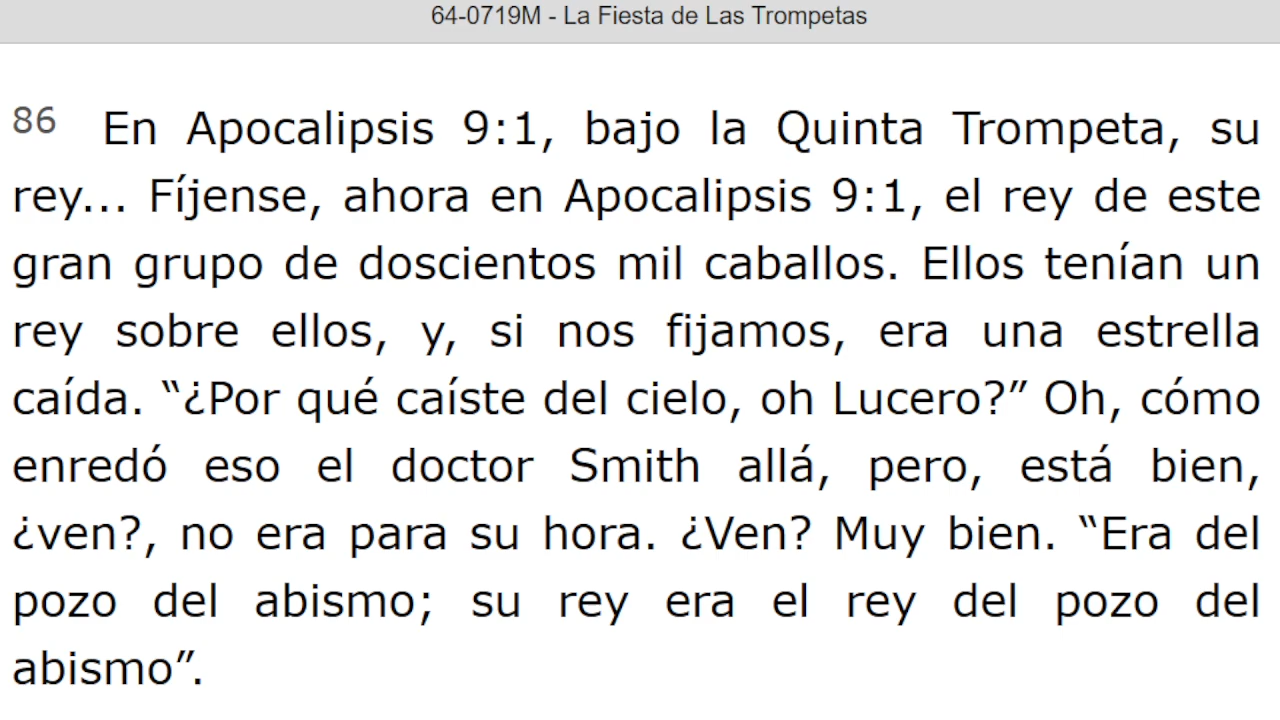 64-0719M - La Fiesta de Las Trompetas
86 En Apocalipsis 9:1, bajo la Quinta Trompeta, su
rey... Fíjense, ahora en Apocalipsis 9:1, el rey de este
gran grupo de doscientos mil caballos. Ellos tenían un
rey sobre ellos, y, si nos fijamos, era una estrella
caída. “¿Por qué caíste del cielo, oh Lucero?” Oh, cómo
enredó eso el doctor Smith allá, pero, está bien,
¿ven?, no era para su hora. ¿Ven? Muy bien. “Era del
pozo del abismo; su rey era el rey del pozo del
abismo”.